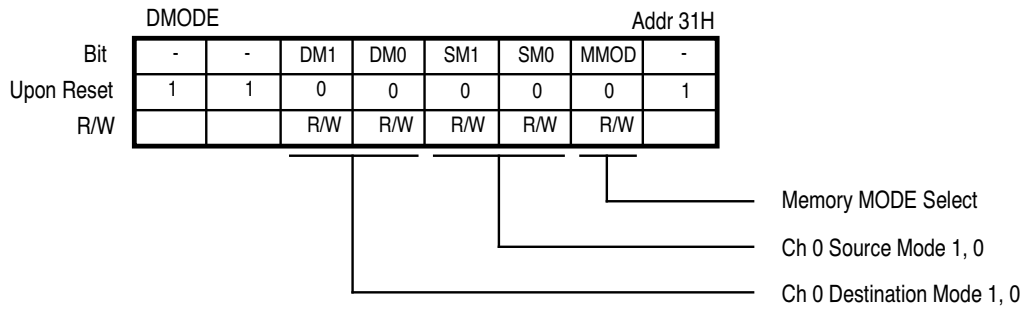 DMODE Addr 31H
Bit - - DM1 DM0 SM1 SM0 MMOD -
Upon Reset 1 1 0 0 0 0 0 1
R/W R/W R/W R/W R/W R/W
Memory MODE Select
Ch 0 Source Mode 1, 0
Ch 0 Destination Mode 1, 0